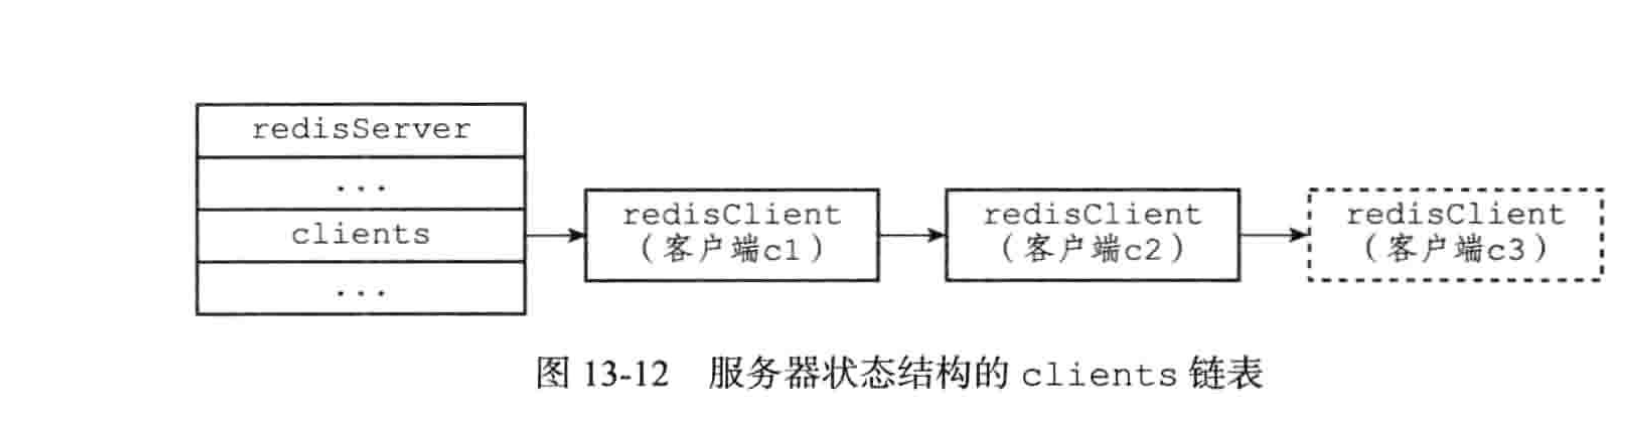 redisServer
...
clients
...
redisClient
（客户端c1）
redisClient
（客户端c2）
redisClient
（客户端c3）
图 13-12 服务器状态结构的 clients 链表